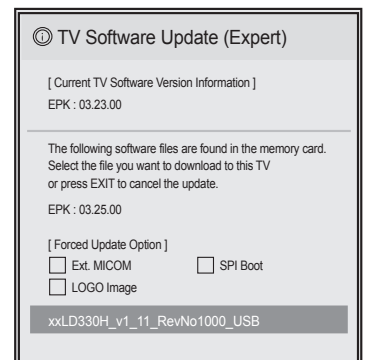 ⓘ TV Software Update (Expert)
[ Current TV Software Version Information ]
EPK : 03.23.00
The following software files are found in the memory card.
Select the file you want to download to this TV
or press EXIT to cancel the update.
EPK : 03.25.00
[ Forced Update Option ]
Ext. MICOM SPI Boot
LOGO Image
xxLD330H_v1_11_RevNo1000_USB